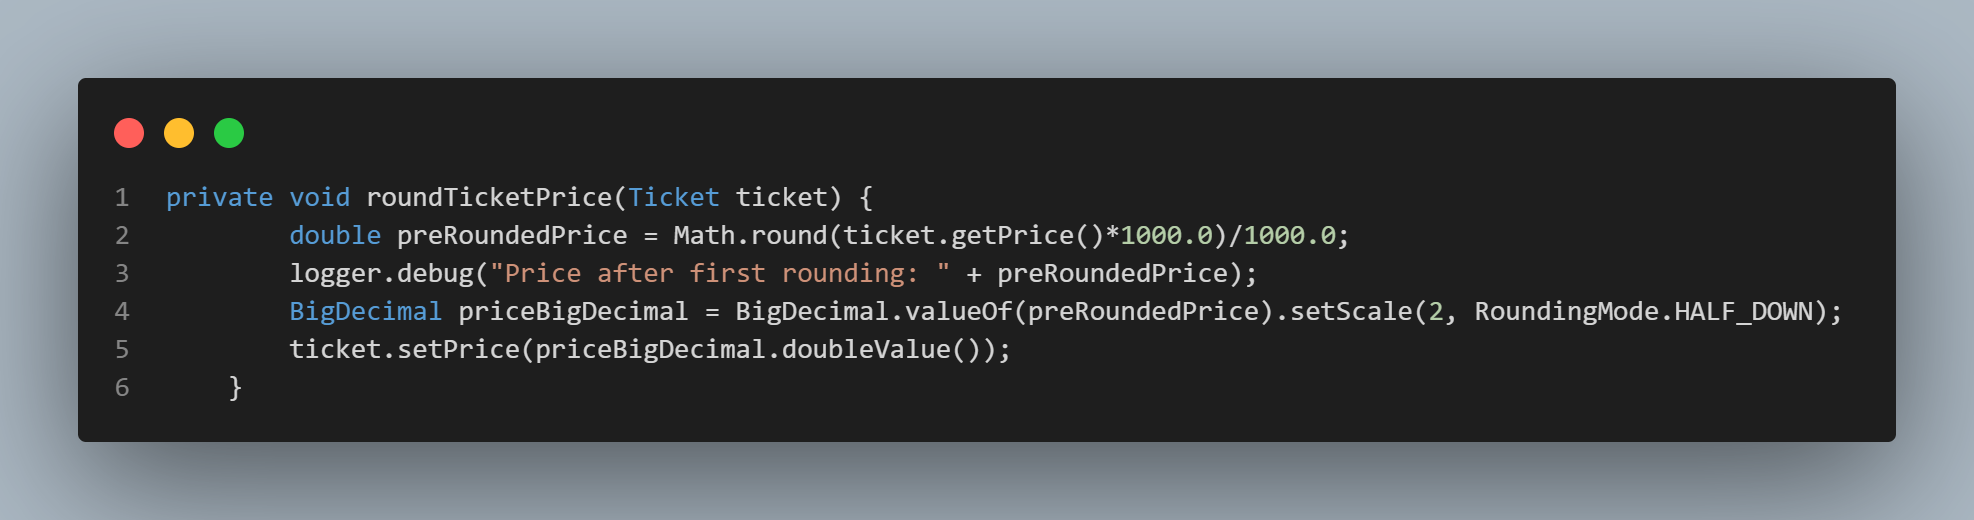 1 private void roundTicketPrice(Ticket ticket) {
2 double preRoundedPrice = Math.round(ticket.getPrice()*1000.0)/1000.0;
3 logger.debug("Price after first rounding: " + preRoundedPrice);
4 BigDecimal priceBigDecimal = BigDecimal.valueOf(preRoundedPrice).setScale(2, RoundingMode.HALF_DOWN);
5 ticket.setPrice(priceBigDecimal.doubleValue());
6 }